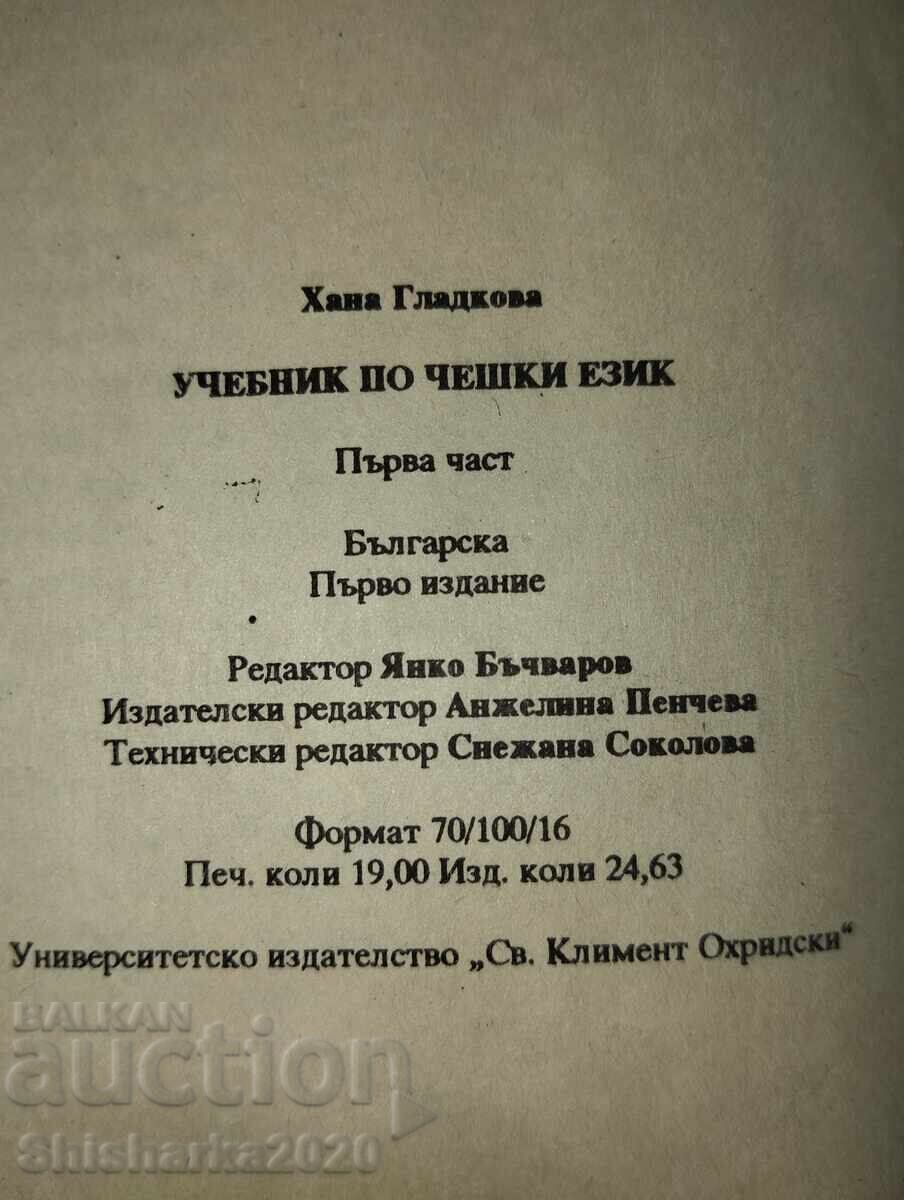 Хана Гладкова
УЧЕБНИК ПО ЧЕШКИ ЕЗИК
Първа част
Българска
Първо издание
Редактор Янко Бъчваров
Издателски редактор Анжелина Пенчева
Технически редактор Снежана Соколова
Формат 70/100/16
Печ. коли 19,00 Изд. коли 24,63
Университетско издателство „Св. Климент Охридски“
BALKAN
auction
Shisharka2020